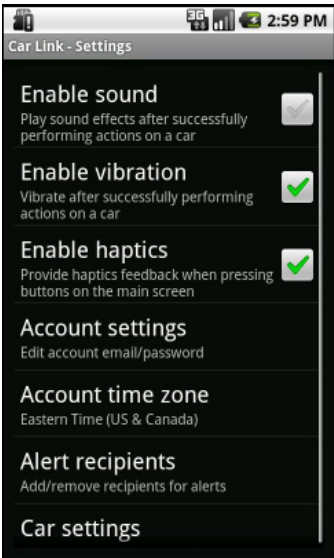 3G 2:59 PM
Car Link - Settings
Enable sound
Play sound effects after successfully
performing actions on a car
Enable vibration
Vibrate after successfully performing
actions on a car
Enable haptics
Provide haptics feedback when pressing
buttons on the main screen
Account settings
Edit account email/password
Account time zone
Eastern Time (US & Canada)
Alert recipients
Add/remove recipients for alerts
Car settings